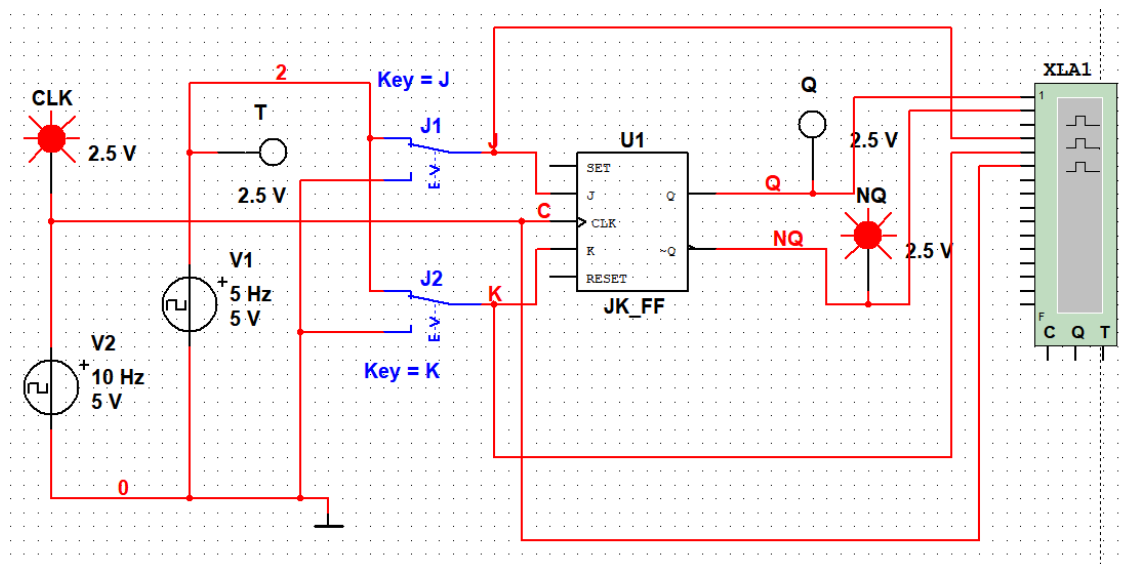 2
Key = J
XLA1
CLK
T
Q
1
J1
2.5 V
J
U1
2.5 V
2.5 V
SET
J
Q
Q
NQ
C
CLK
NQ
K
~Q
2.5 V
V1
5 Hz
5 V
J2
K
RESET
JK_FF
F
C Q T
V2
10 Hz
5 V
Key = K
0